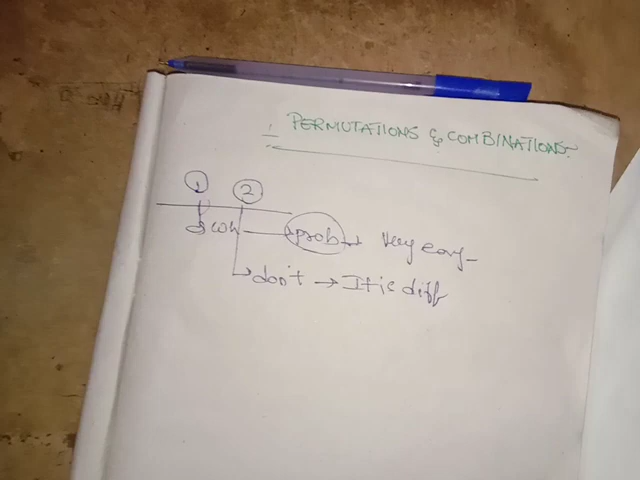 PERMUTATIONS & COMBINATIONS.
1 2
prob → Very easy
don't → It is diff